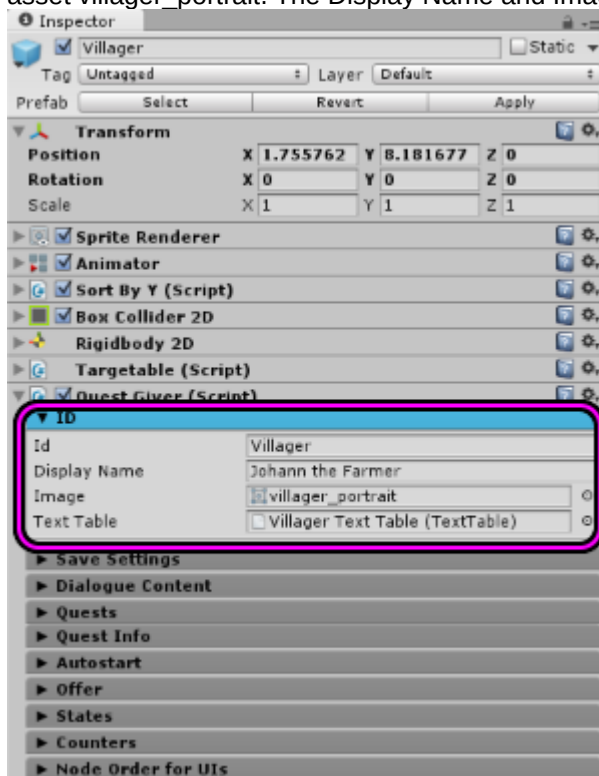 asset villager_portrait. The Display Name and Ima
Inspector
Villager Static
Tag Untagged Layer Default
Prefab Select Revert Apply
Transform
Position X 1.755762 Y 8.181677 Z 0
Rotation X 0 Y 0 Z 0
Scale X 1 Y 1 Z 1
Sprite Renderer
Animator
Sort By Y (Script)
Box Collider 2D
Rigidbody 2D
Targetable (Script)
Quest Giver (Script)
ID
Id Villager
Display Name Johann the Farmer
Image villager_portrait
Text Table Villager Text Table (TextTable)
Save Settings
Dialogue Content
Quests
Quest Info
Autostart
Offer
States
Counters
Node Order for UIs